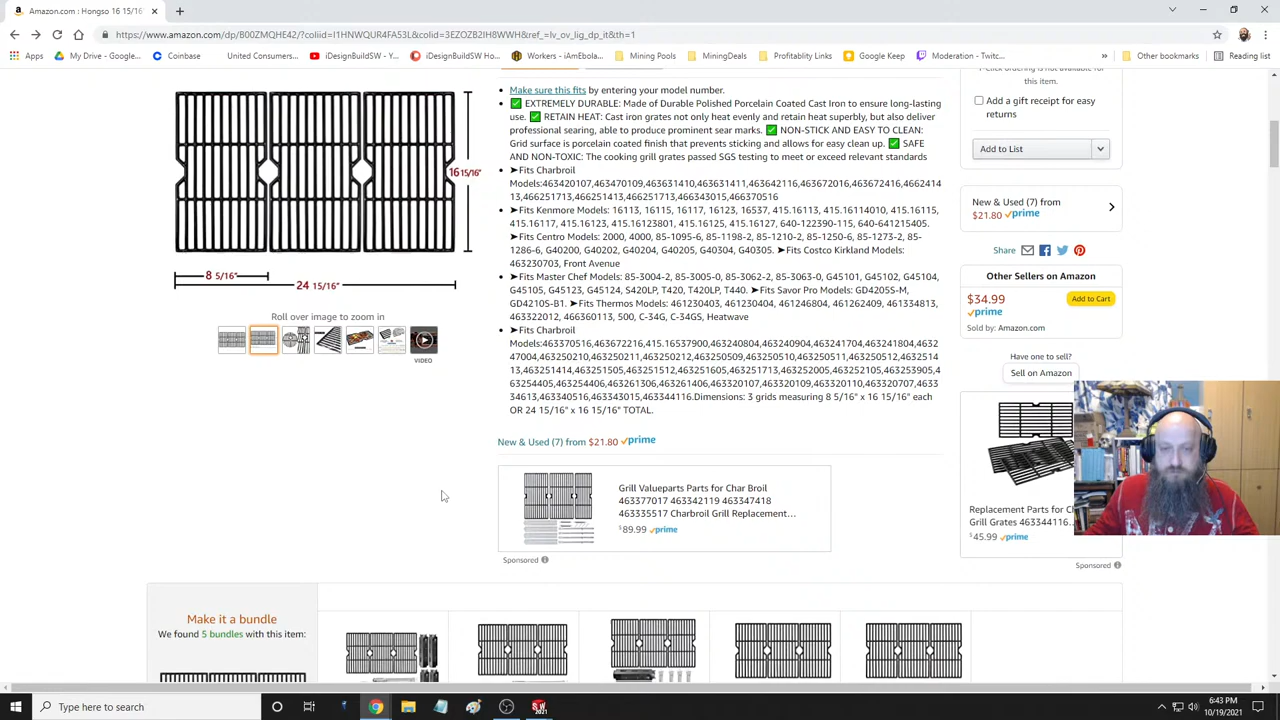 Amazon.com : Hongso 16 15/16
https://www.amazon.com/dp/B00ZMQHE42/?coliid=I1HNWQUR4FA53L&colid=3EZOZB2IH8WWH&ref_=lv_ov_lig_dp_it&th=1
Apps
My Drive - Google...
Coinbase
Unlimited Docum...
iDesignBuildSW - Y...
iDesignBuildSW Ho...
Workers - iAmEbola...
Mining Pools
MiningDeals
Profitablity Links
Google Keep
Moderation - Twitc...
»
Other bookmarks
Reading list
16 15/16"
8 5/16"
24 15/16"
Roll over image to zoom in
VIDEO
Make sure this fits by entering your model number.
✅ EXTREMELY DURABLE: Made of Durable Polished Porcelain Coated Cast Iron to ensure long-lasting
use. ✅ RETAIN HEAT: Cast iron grates not only heat evenly and retain heat superbly, but also deliver
professional searing, able to produce prominent sear marks. ✅ NON-STICK AND EASY TO CLEAN:
Grid surface is porcelain coated finish that prevents sticking and allows for easy clean up. ✅ SAFE
AND NON-TOXIC: The cooking grill grates passed SGS testing to meet or exceed relevant standards
➤Fits Charbroil
Models:463420107,463470109,463631410,463631411,463642116,463672016,463672416,4662414
13,466251713,466251413,466251713,466343015,466370516
➤Fits Kenmore Models: 16113, 16115, 16117, 16123, 16537, 415.16113, 415.16114010, 415.16115,
415.16117, 415.16123, 415.16123801, 415.16125, 415.16127, 640-122390-115, 640-641215405.
➤Fits Centro Models: 2000, 4000, 85-1095-6, 85-1198-2, 85-1210-2, 85-1250-6, 85-1273-2, 85-
1286-6, G40200, G40202, G40204, G40205, G40304, G40305. ➤Fits Costco Kirkland Models:
463230703, Front Avenue
➤Fits Master Chef Models: 85-3004-2, 85-3005-0, 85-3062-2, 85-3063-0, G45101, G45102, G45104,
G45105, G45123, G45124, S420LP, T420, T420LP, T440. ➤Fits Savor Pro Models: GD4205S-M,
GD4210S-B1. ➤Fits Thermos Models: 461230403, 461230404, 461246804, 461262409, 461334813,
463322012, 466360113, 500, C-34G, C-34GS, Heatwave
➤Fits Charbroil
Models:463370516,463672216,415.16537900,463240804,463240904,463241704,463241804,4632
47004,463250210,463250211,463250212,463250509,463250510,463250511,463250512,4632514
13,463251414,463251505,463251512,463251605,463251713,463252005,463252105,463253905,4
63254405,463254406,463261306,463261406,463320107,463320109,463320110,463320707,4633
34613,463340516,463343015,463344116.Dimensions: 3 grids measuring 8 5/16" x 16 15/16" each
OR 24 15/16" x 16 15/16" TOTAL.
New & Used (7) from $21.80 prime
Grill Valueparts Parts for Char Broil
463377017 463342119 463347418
463335517 Charbroil Grill Replacement...
$89.99 prime
Sponsored
1-Click ordering is not available for
this item.
Add a gift receipt for easy
returns
Add to List
New & Used (7) from
$21.80 prime
Share
Other Sellers on Amazon
$34.99
Add to Cart
prime
Sold by: Amazon.com
Have one to sell?
Sell on Amazon
Replacement Parts for C
Grill Grates 463344116...
$45.99 prime
Sponsored
Make it a bundle
We found 5 bundles with this item:
Type here to search
6:43 PM
10/19/2021